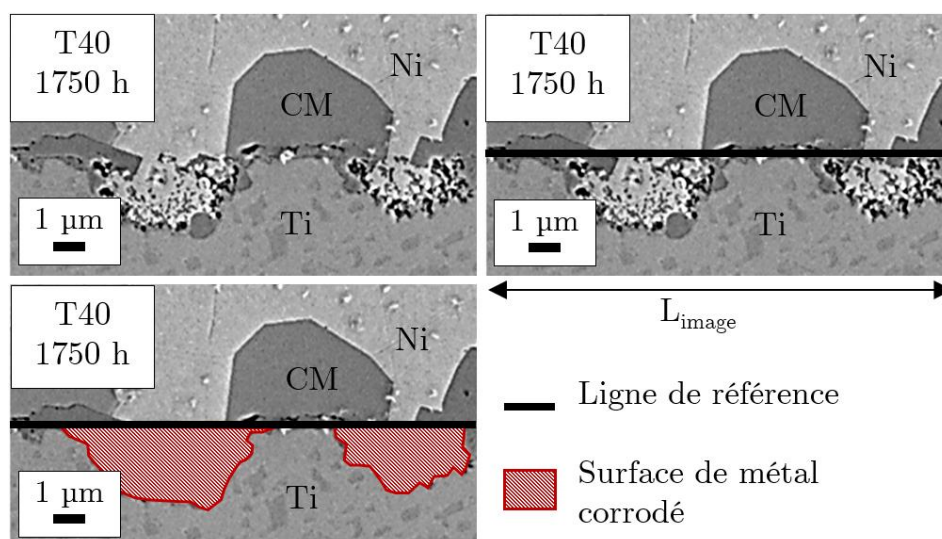 T40
1750 h
Ni
CM
Ti
1 µm
T40
1750 h
Ni
CM
Ti
1 µm
L_image
T40
1750 h
Ni
CM
Ti
1 µm
Ligne de référence
Surface de métal
corrodé